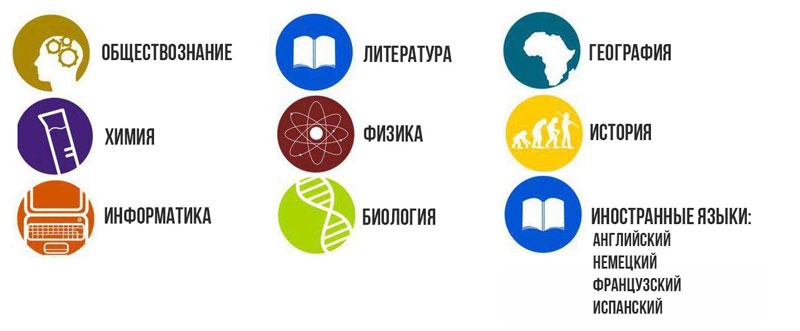 ОБЩЕСТВОЗНАНИЕ
ЛИТЕРАТУРА
ГЕОГРАФИЯ
ХИМИЯ
ФИЗИКА
ИСТОРИЯ
ИНФОРМАТИКА
БИОЛОГИЯ
ИНОСТРАННЫЕ ЯЗЫКИ:
АНГЛИЙСКИЙ
НЕМЕЦКИЙ
ФРАНЦУЗСКИЙ
ИСПАНСКИЙ